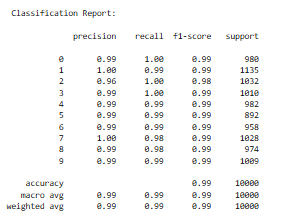 Classification Report:
precision recall f1-score support
0 0.99 1.00 0.99 980
1 1.00 0.99 0.99 1135
2 0.96 1.00 0.98 1032
3 0.99 1.00 0.99 1010
4 0.99 0.99 0.99 982
5 0.99 0.99 0.99 892
6 0.99 0.99 0.99 958
7 1.00 0.98 0.99 1028
8 0.99 0.98 0.99 974
9 0.99 0.99 0.99 1009
accuracy 0.99 10000
macro avg 0.99 0.99 0.99 10000
weighted avg 0.99 0.99 0.99 10000